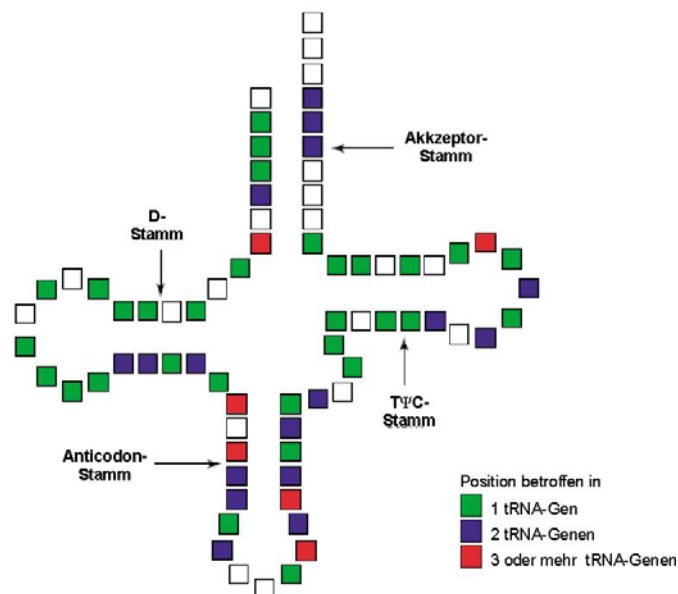 Akkzeptor-
Stamm
D-
Stamm
TΨC-
Stamm
Anticodon-
Stamm
Position betroffen in
1 tRNA-Gen
2 tRNA-Genen
3 oder mehr tRNA-Genen